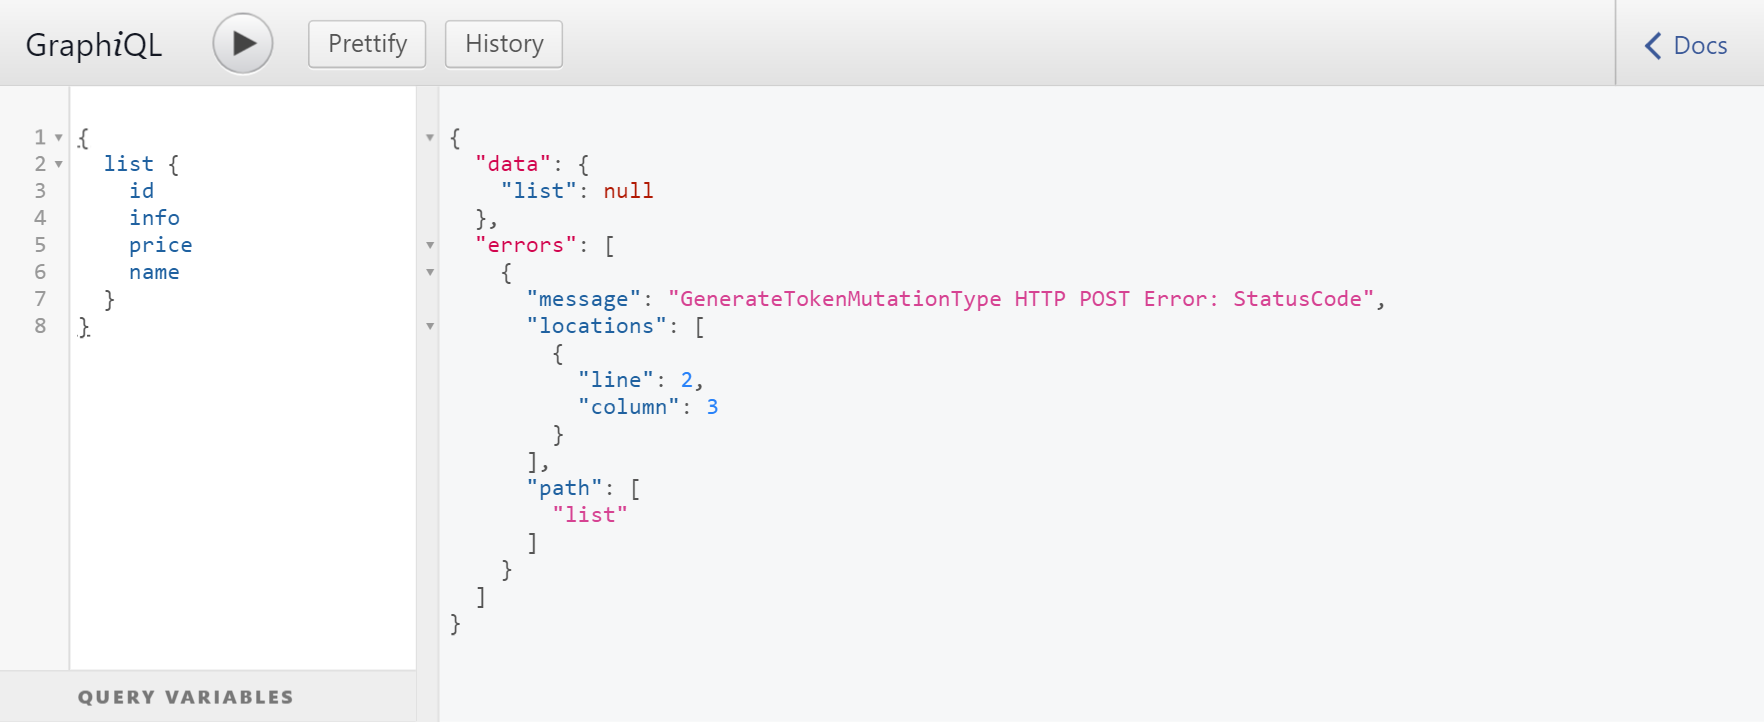 GraphiQL Prettify History Docs
1 {
2 list {
3 id
4 info
5 price
6 name
7 }
8 }
QUERY VARIABLES
{
"data": {
"list": null
},
"errors": [
{
"message": "GenerateTokenMutationType HTTP POST Error: StatusCode",
"locations": [
{
"line": 2,
"column": 3
}
],
"path": [
"list"
]
}
]
}